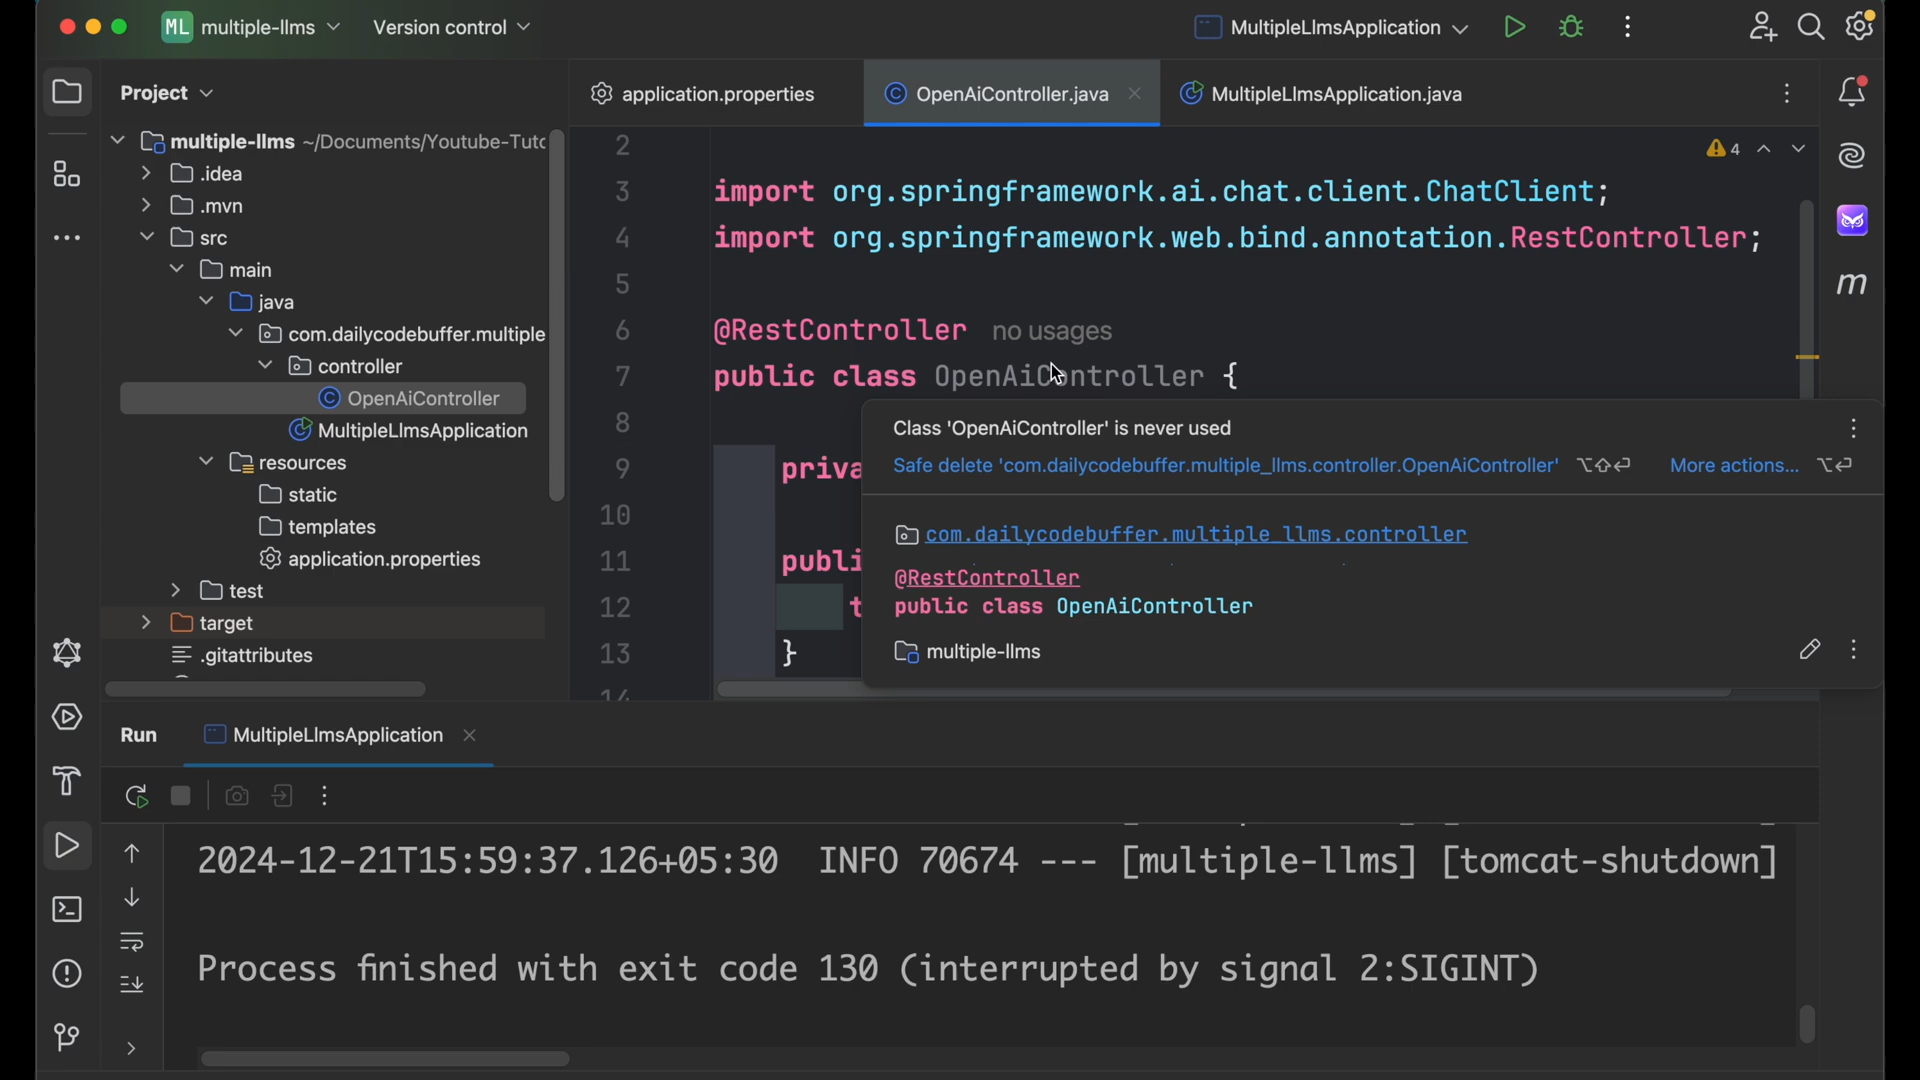 ML multiple-llms Version control MultipleLlmsApplication
Project
application.properties OpenAiController.java MultipleLlmsApplication.java
multiple-llms ~/Documents/Youtube-Tuto
.idea
.mvn
src
main
java
com.dailycodebuffer.multiple
controller
OpenAiController
MultipleLlmsApplication
resources
static
templates
application.properties
test
target
.gitattributes
4
2
3 import org.springframework.ai.chat.client.ChatClient;
4 import org.springframework.web.bind.annotation.RestController;
5
6 @RestController no usages
7 public class OpenAiController {
8
9 priva
10
11 publi
12 t
13 }
14
Class 'OpenAiController' is never used
Safe delete 'com.dailycodebuffer.multiple_llms.controller.OpenAiController' ⌥⇧⏎ More actions... ⌥⏎
com.dailycodebuffer.multiple_llms.controller
@RestController
public class OpenAiController
multiple-llms
m
Run MultipleLlmsApplication
2024-12-21T15:59:37.126+05:30 INFO 70674 --- [multiple-llms] [tomcat-shutdown]
Process finished with exit code 130 (interrupted by signal 2:SIGINT)